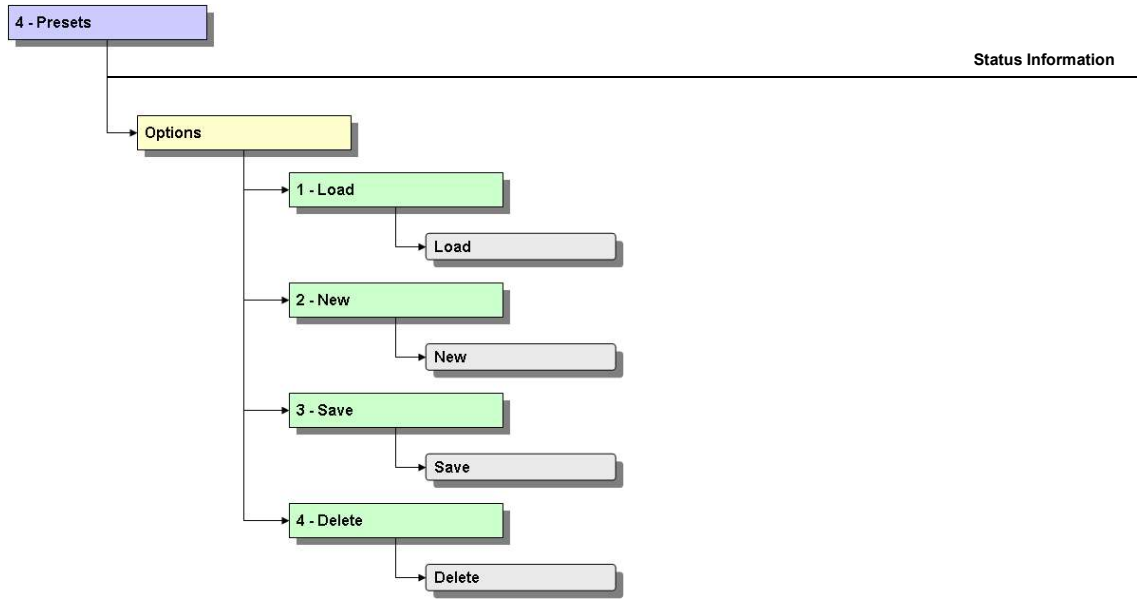 4 - Presets
Status Information
Options
1 - Load
Load
2 - New
New
3 - Save
Save
4 - Delete
Delete